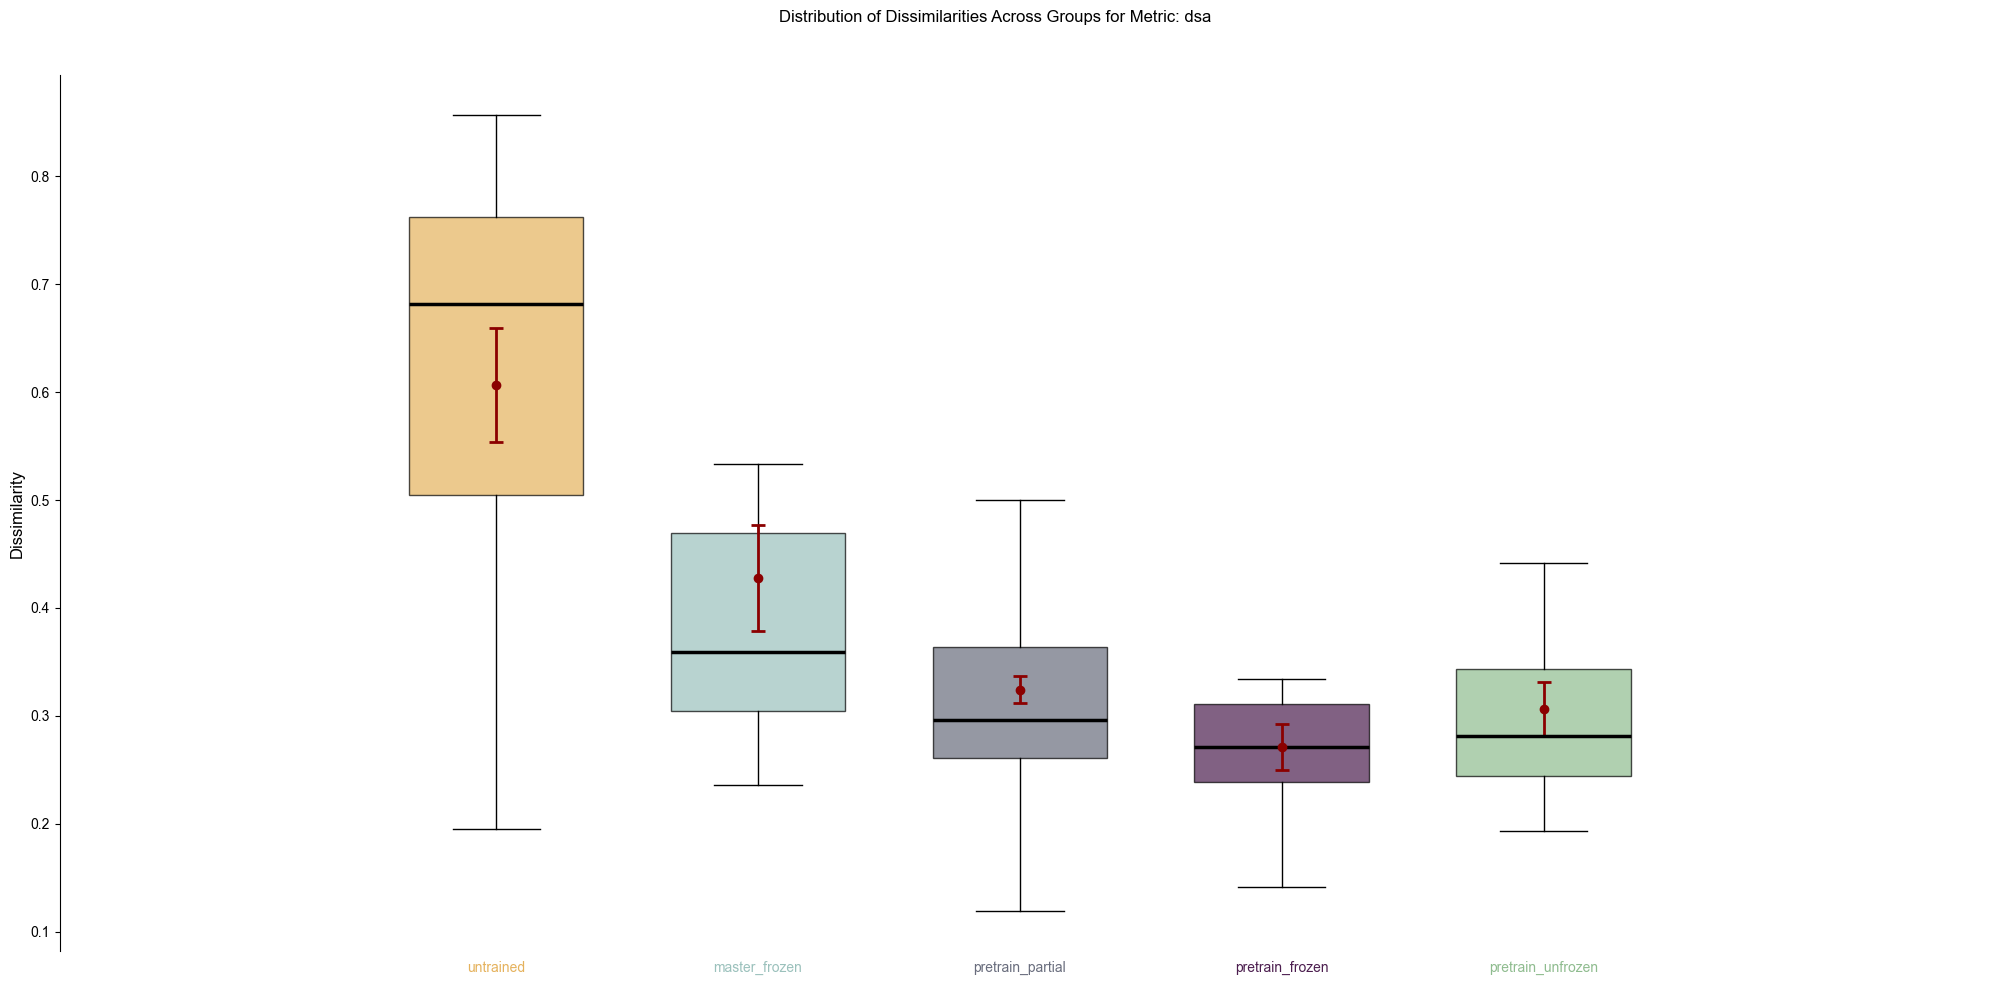 Distribution of Dissimilarities Across Groups for Metric: dsa
Dissimilarity
0.8
0.7
0.6
0.5
0.4
0.3
0.2
0.1
untrained
master_frozen
pretrain_partial
pretrain_frozen
pretrain_unfrozen